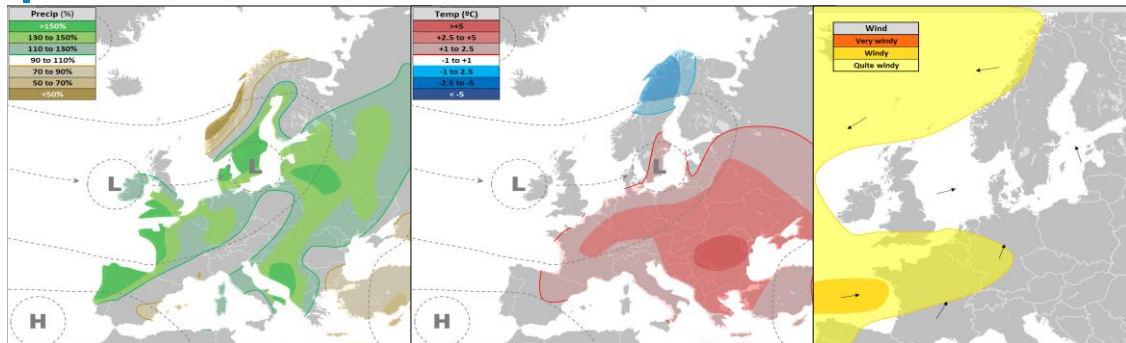 Precip (%)
>150%
130 to 150%
110 to 130%
90 to 110%
70 to 90%
50 to 70%
<50%
L
L
H
Temp (ºC)
>+5
+2.5 to +5
+1 to 2.5
-1 to +1
-1 to 2.5
-2.5 to -5
< -5
L
L
H
Wind
Very windy
Windy
Quite windy